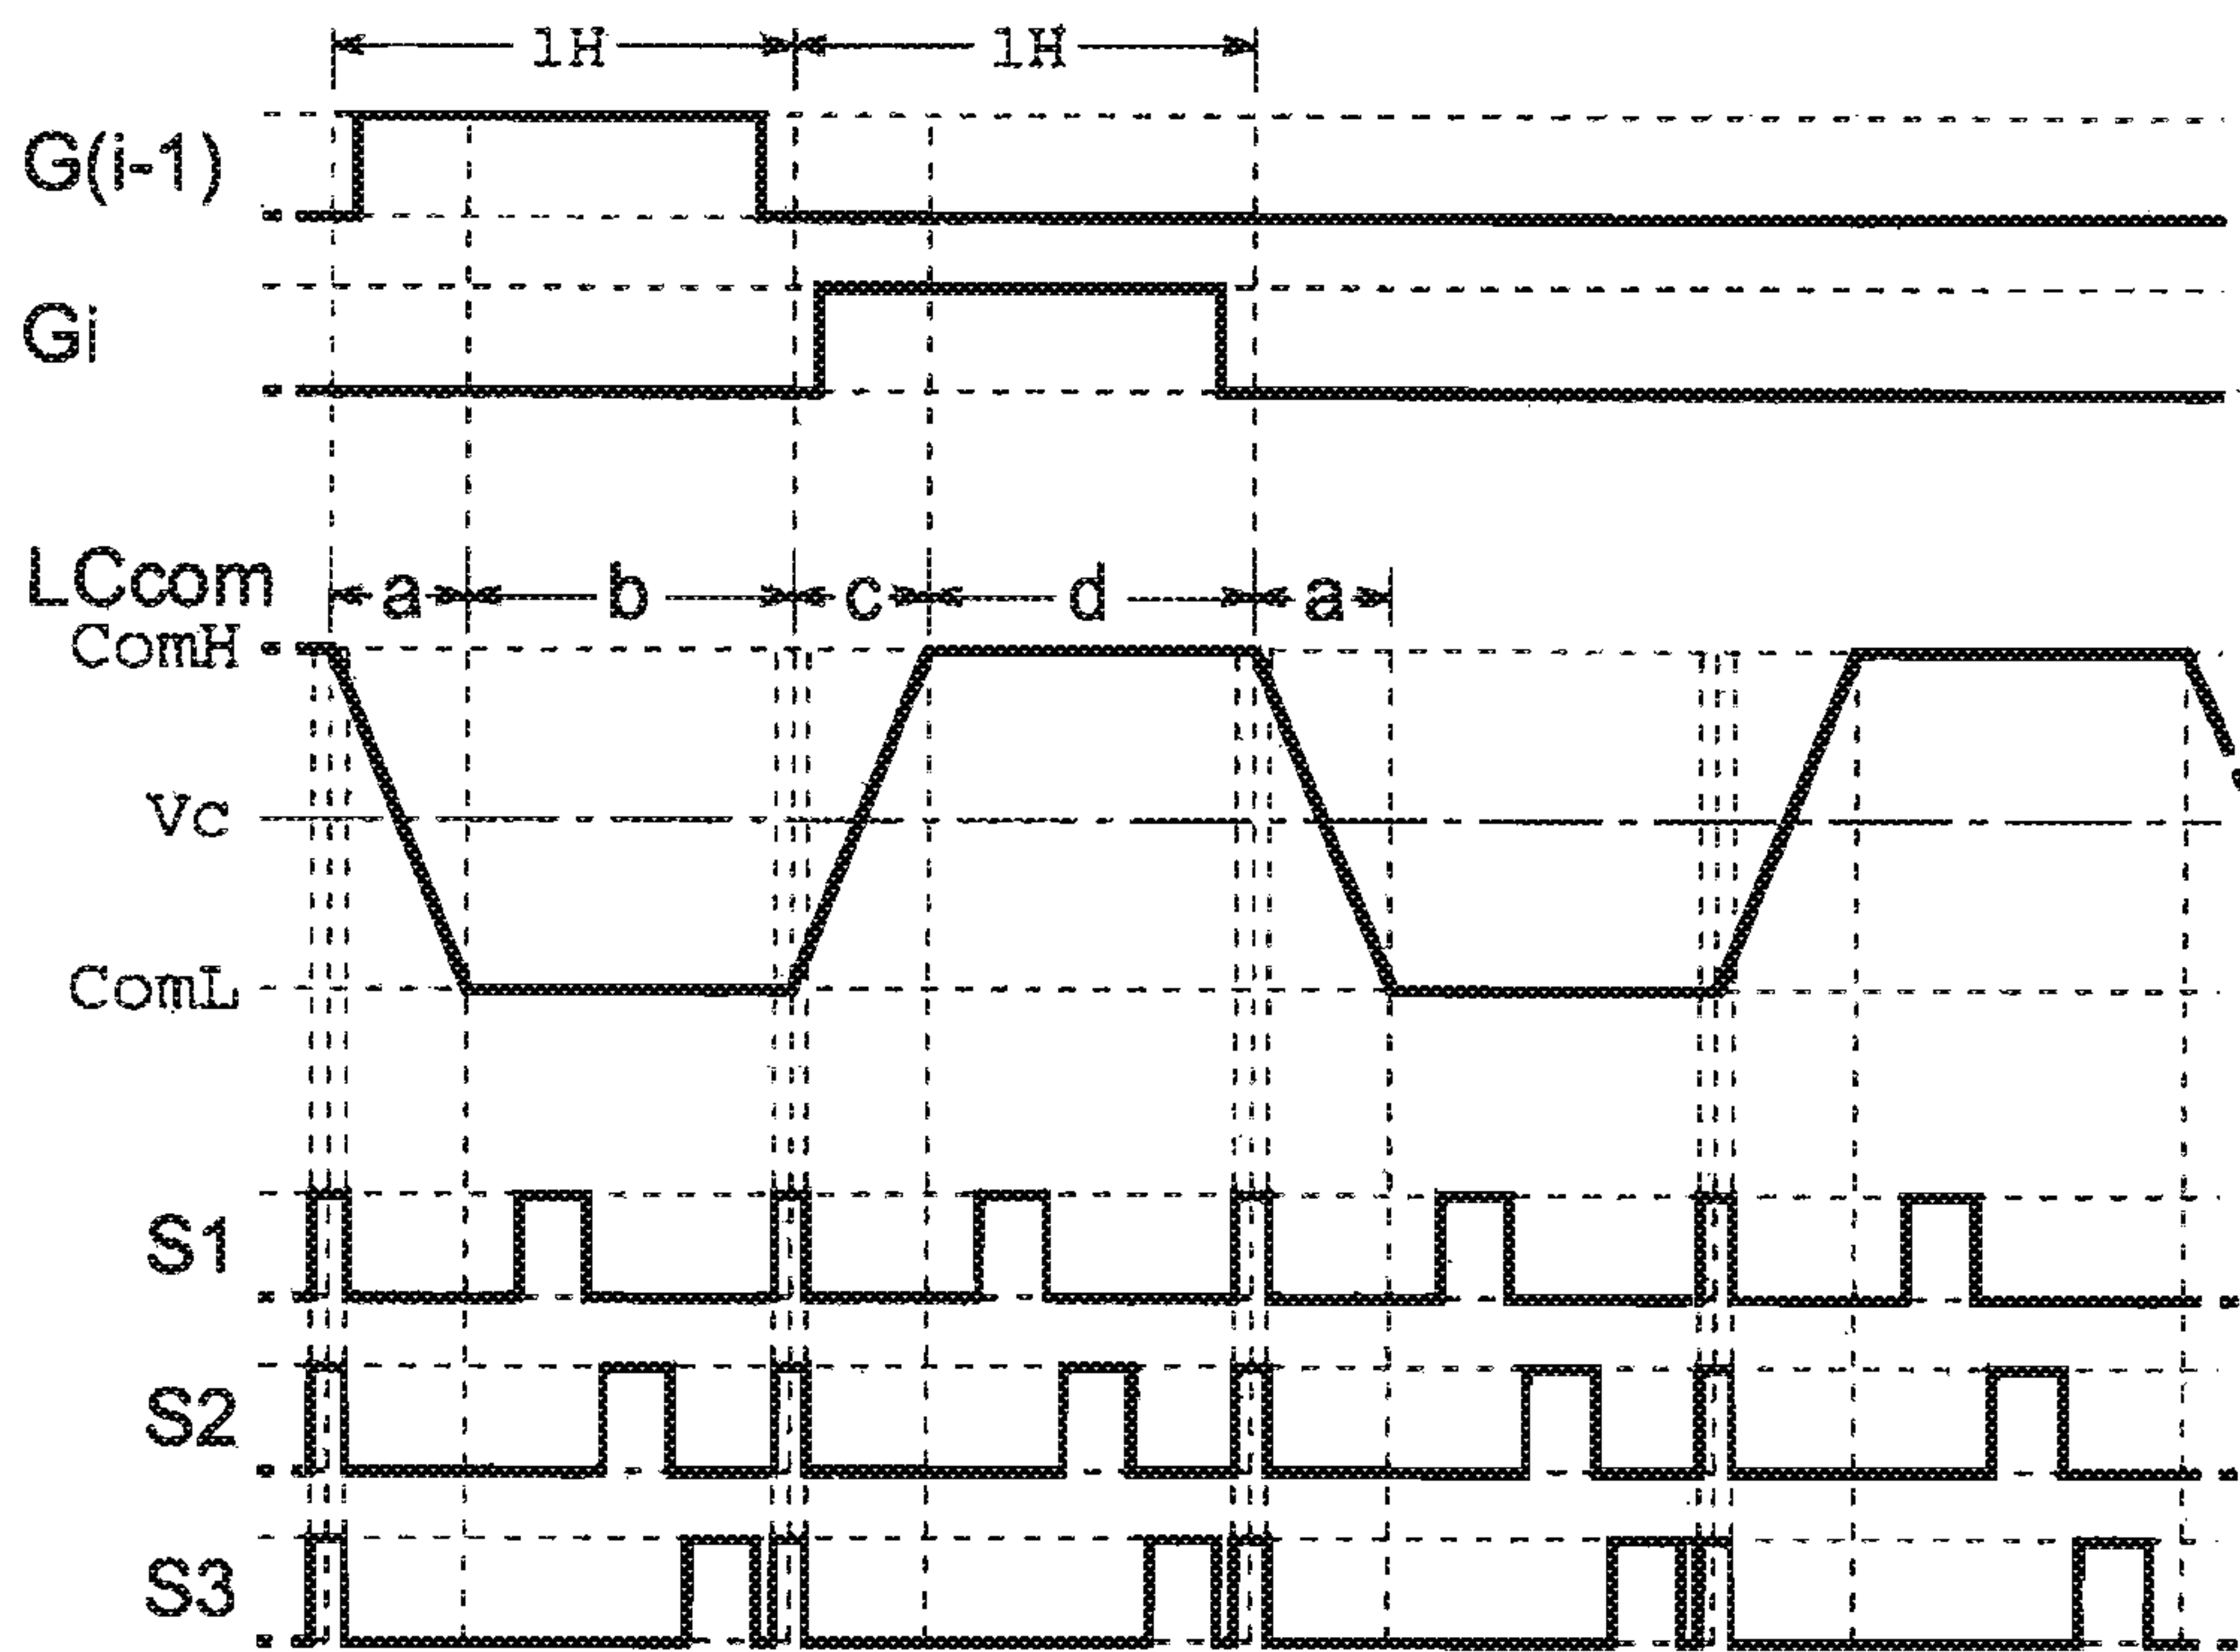 1H 1H
G(i-1)
Gi
LCcom
a b c d a
ComH
Vc
ComL
S1
S2
S3